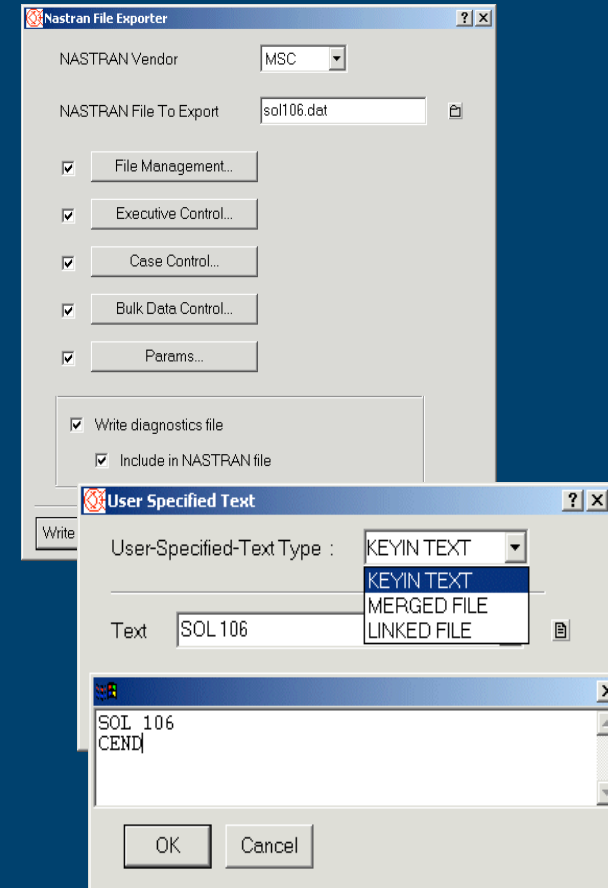 Nastran File Exporter
NASTRAN Vendor MSC
NASTRAN File To Export sol106.dat
File Management...
Executive Control...
Case Control...
Bulk Data Control...
Params...
Write diagnostics file
Include in NASTRAN file
Write
User Specified Text
User-Specified-Text Type : KEYIN TEXT
KEYIN TEXT
MERGED FILE
LINKED FILE
Text SOL 106
SOL 106
CEND
OK Cancel